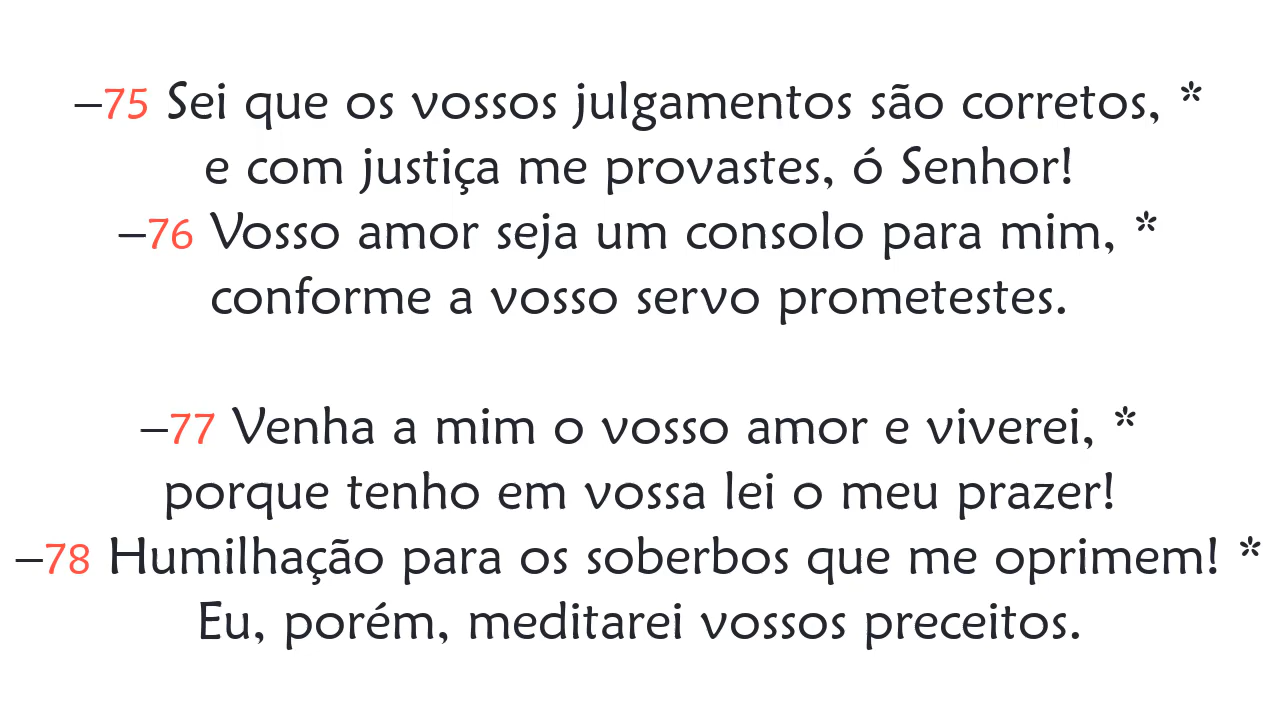 –75 Sei que os vossos julgamentos são corretos, *
e com justiça me provastes, ó Senhor!
–76 Vosso amor seja um consolo para mim, *
conforme a vosso servo prometestes.
–77 Venha a mim o vosso amor e viverei, *
porque tenho em vossa lei o meu prazer!
–78 Humilhação para os soberbos que me oprimem! *
Eu, porém, meditarei vossos preceitos.